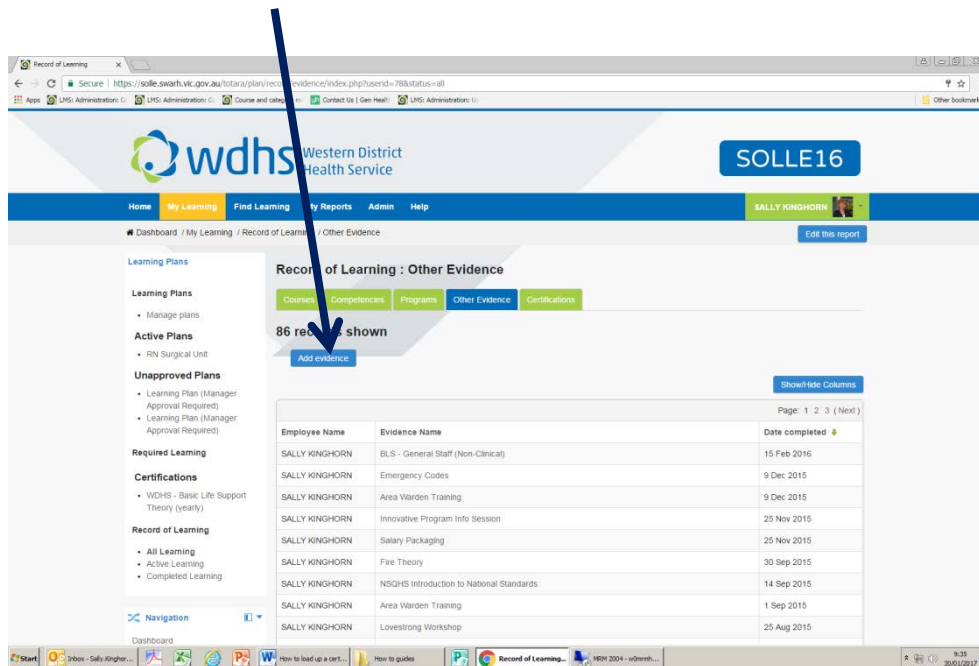 Record of Learning
Secure | https://solle.swarh.vic.gov.au/totara/plan/record/evidence/index.php?userid=78&status=all
Apps LMS: Administration: LMS: Administration: Course and Contact Us | Gen Healt LMS: Administration: Other bookmark
wdhs Western District
Health Service
SOLLE16
Home My Learning Find Learning My Reports Admin Help SALLY KINGHORN
Dashboard / My Learning / Record of Learning / Other Evidence Edit this report
Learning Plans
Learning Plans
Manage plans
Active Plans
RN Surgical Unit
Unapproved Plans
Learning Plan (Manager
Approval Required)
Learning Plan (Manager
Approval Required)
Required Learning
Certifications
WDHS - Basic Life Support
Theory (yearly)
Record of Learning
All Learning
Active Learning
Completed Learning
Navigation
Dashboard
Record of Learning : Other Evidence
Courses Competencies Programs Other Evidence Certifications
86 records shown
Add evidence
Show/Hide Columns
Page: 1 2 3 (Next)
Employee Name Evidence Name Date completed
SALLY KINGHORN BLS - General Staff (Non-Clinical) 15 Feb 2016
SALLY KINGHORN Emergency Codes 9 Dec 2015
SALLY KINGHORN Area Warden Training 9 Dec 2015
SALLY KINGHORN Innovative Program Info Session 25 Nov 2015
SALLY KINGHORN Salary Packaging 25 Nov 2015
SALLY KINGHORN Fire Theory 30 Sep 2015
SALLY KINGHORN NSQHS Introduction to National Standards 14 Sep 2015
SALLY KINGHORN Area Warden Training 1 Sep 2015
SALLY KINGHORN Lovestrong Workshop 25 Aug 2015
Start Inbox - Sally.Kinghor... How to load up a cert... How to guides Record of Learning... MRM 2004 - 9:35
30/01/2017